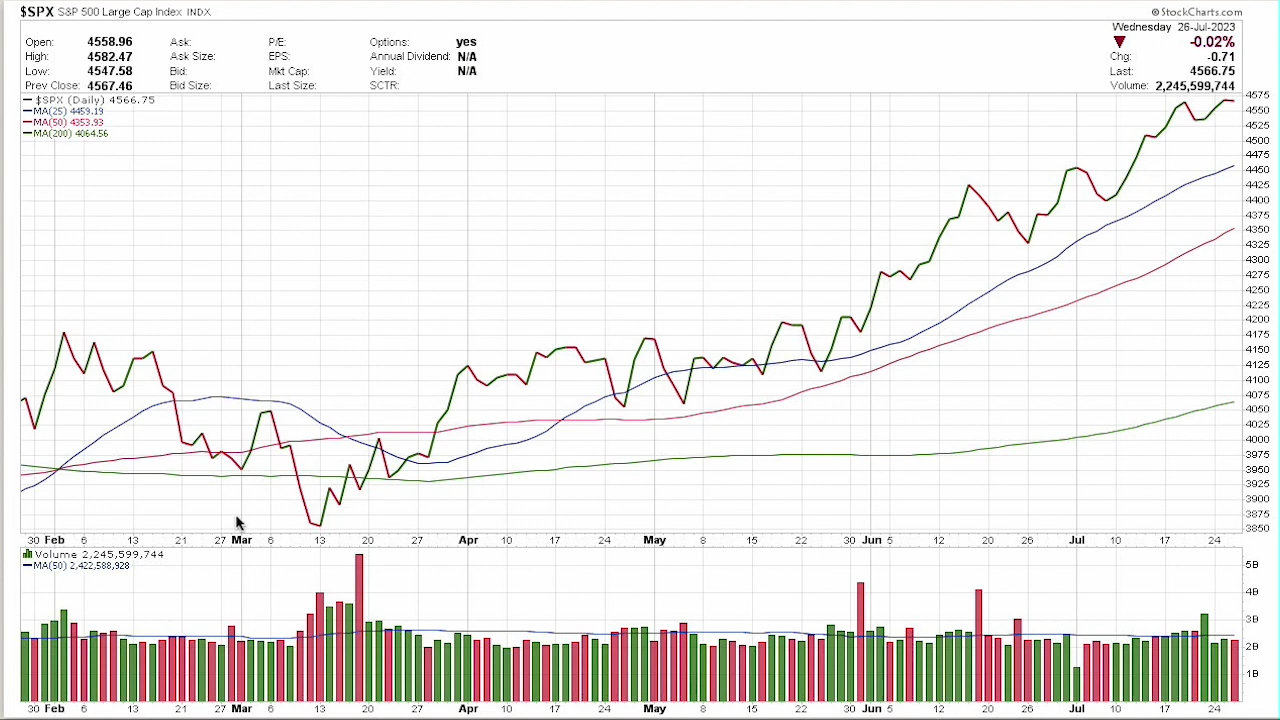 $SPX S&P 500 Large Cap Index INDX
© StockCharts.com
Wednesday 26-Jul-2023
Open: 4558.96 Ask: P/E: Options: yes
-0.02%
High: 4582.47 Ask Size: EPS: Annual Dividend: N/A
Chg: -0.71
Low: 4547.58 Bid: Mkt Cap: Yield: N/A
Last: 4566.75
Prev Close: 4567.46 Bid Size: Last Size: SCTR:
Volume: 2,245,599,744
$SPX (Daily) 4566.75
MA(25) 4459.19
MA(50) 4353.93
MA(200) 4064.56
4575
4550
4525
4500
4475
4450
4425
4400
4375
4350
4325
4300
4275
4250
4225
4200
4175
4150
4125
4100
4075
4050
4025
4000
3975
3950
3925
3900
3875
3850
30 Feb 6 13 21 27 Mar 6 13 20 27 Apr 10 17 24 May 8 15 22 30 Jun 5 12 20 26 Jul 10 17 24
Volume 2,245,599,744
MA(50) 2,422,588,928
5B
4B
3B
2B
1B
30 Feb 6 13 21 27 Mar 6 13 20 27 Apr 10 17 24 May 8 15 22 30 Jun 5 12 20 26 Jul 10 17 24